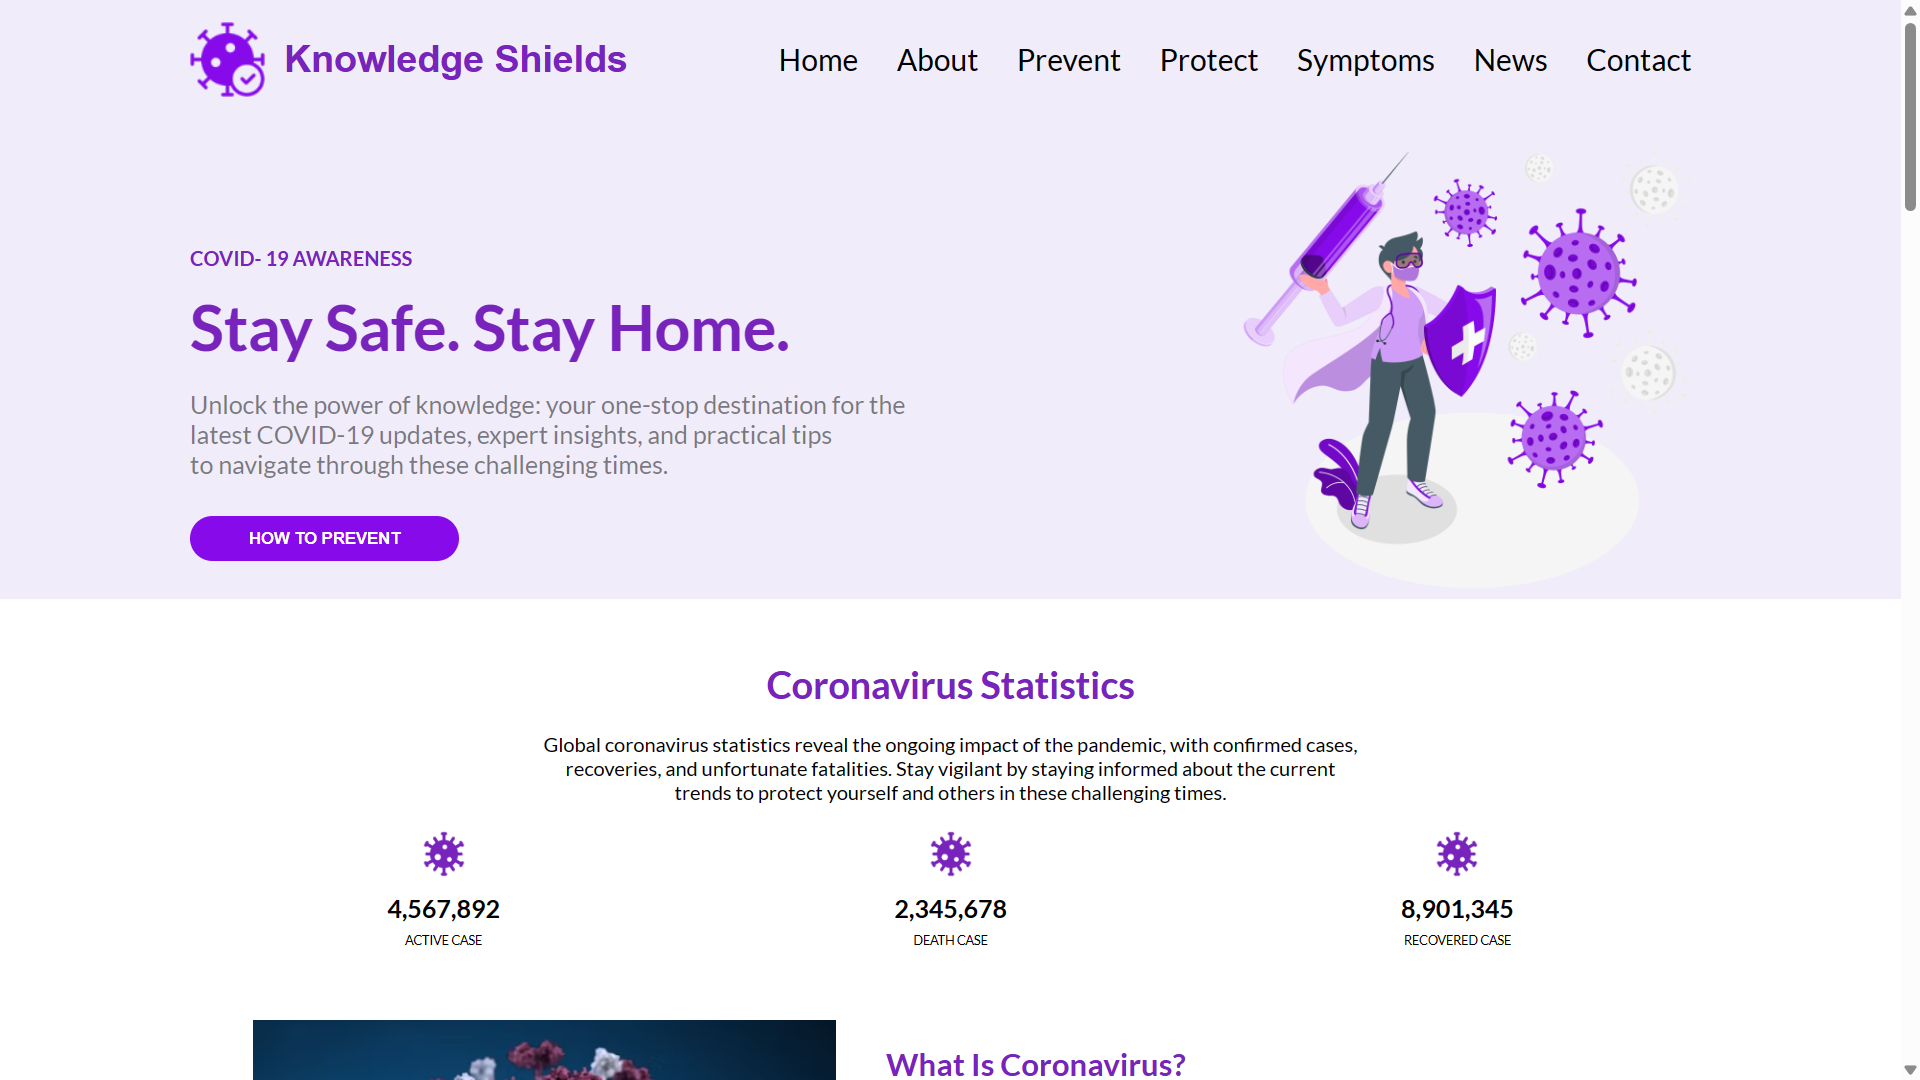 Knowledge Shields
Home About Prevent Protect Symptoms News Contact
COVID- 19 AWARENESS
Stay Safe. Stay Home.
Unlock the power of knowledge: your one-stop destination for the
latest COVID-19 updates, expert insights, and practical tips
to navigate through these challenging times.
HOW TO PREVENT
Coronavirus Statistics
Global coronavirus statistics reveal the ongoing impact of the pandemic, with confirmed cases,
recoveries, and unfortunate fatalities. Stay vigilant by staying informed about the current
trends to protect yourself and others in these challenging times.
4,567,892
ACTIVE CASE
2,345,678
DEATH CASE
8,901,345
RECOVERED CASE
What Is Coronavirus?